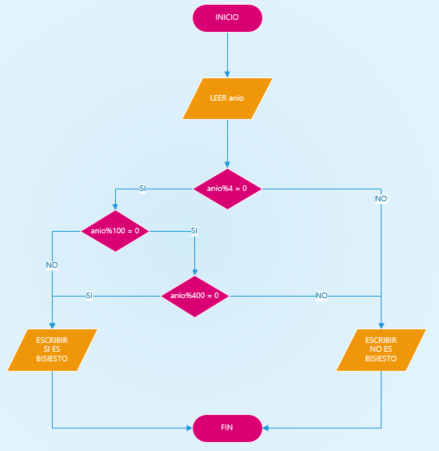 INICIO
LEER anio
anio%4 = 0
SI
NO
anio%100 = 0
SI
NO
anio%400 = 0
SI
NO
ESCRIBIR
SI ES
BISIESTO
ESCRIBIR
NO ES
BISIESTO
FIN